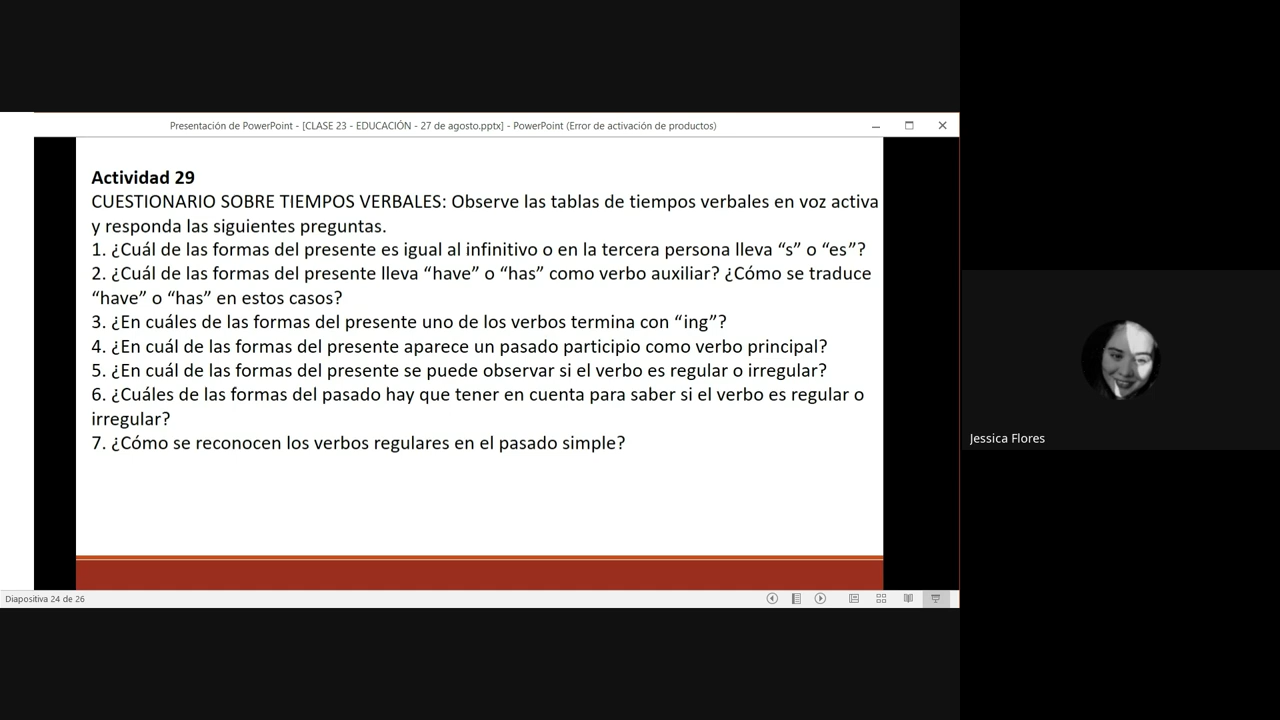 Presentación de PowerPoint - [CLASE 23 - EDUCACIÓN - 27 de agosto.pptx] - PowerPoint (Error de activación de productos)
Actividad 29
CUESTIONARIO SOBRE TIEMPOS VERBALES: Observe las tablas de tiempos verbales en voz activa
y responda las siguientes preguntas.
1. ¿Cuál de las formas del presente es igual al infinitivo o en la tercera persona lleva “s” o “es”?
2. ¿Cuál de las formas del presente lleva “have” o “has” como verbo auxiliar? ¿Cómo se traduce
“have” o “has” en estos casos?
3. ¿En cuáles de las formas del presente uno de los verbos termina con “ing”?
4. ¿En cuál de las formas del presente aparece un pasado participio como verbo principal?
5. ¿En cuál de las formas del presente se puede observar si el verbo es regular o irregular?
6. ¿Cuáles de las formas del pasado hay que tener en cuenta para saber si el verbo es regular o
irregular?
7. ¿Cómo se reconocen los verbos regulares en el pasado simple?
Jessica Flores
Diapositiva 24 de 26